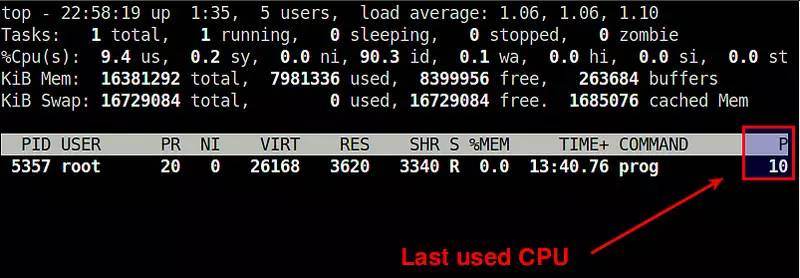 top - 22:58:19 up  1:35,  5 users,  load average: 1.06, 1.06, 1.10
Tasks:   1 total,   1 running,   0 sleeping,   0 stopped,   0 zombie
%Cpu(s):  9.4 us,  0.2 sy,  0.0 ni, 90.3 id,  0.1 wa,  0.0 hi,  0.0 si,  0.0 st
KiB Mem:  16381292 total,  7981336 used,  8399956 free,   263684 buffers
KiB Swap: 16729084 total,        0 used, 16729084 free.  1685076 cached Mem
PID USER      PR  NI    VIRT    RES    SHR S %MEM     TIME+ COMMAND         P
5357 root      20   0   26168   3620   3340 R  0.0  13:40.76 prog           10
Last used CPU